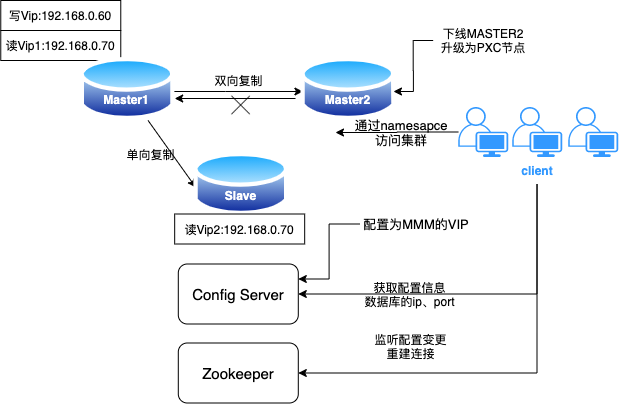 写Vip:192.168.0.60
读Vip1:192.168.0.70
下线MASTER2
升级为PXC节点
双向复制
Master1
Master2
通过namesapce
访问集群
单向复制
client
Slave
读Vip2:192.168.0.70
配置为MMM的VIP
Config Server
获取配置信息
数据库的ip、port
监听配置变更
重建连接
Zookeeper